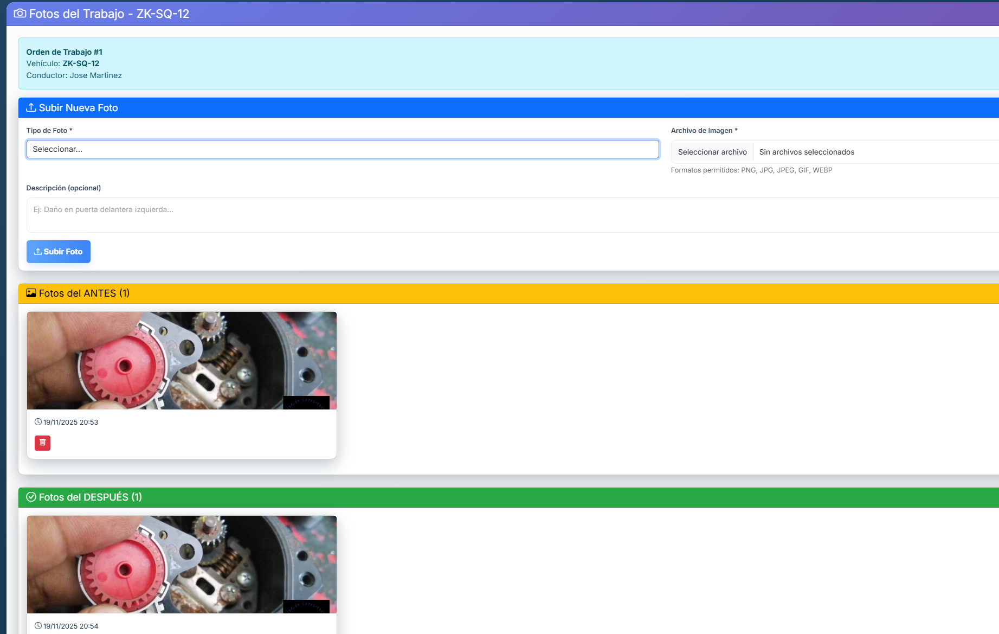 Fotos del Trabajo - ZK-SQ-12
Orden de Trabajo #1
Vehículo: ZK-SQ-12
Conductor: Jose Martinez
Subir Nueva Foto
Tipo de Foto *
Archivo de Imagen *
Seleccionar...
Seleccionar archivo Sin archivos seleccionados
Formatos permitidos: PNG, JPG, JPEG, GIF, WEBP
Descripción (opcional)
Ej: Daño en puerta delantera izquierda...
Subir Foto
Fotos del ANTES (1)
19/11/2025 20:53
Fotos del DESPUÉS (1)
19/11/2025 20:54